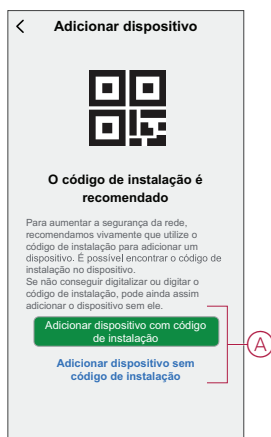 Adicionar dispositivo
O código de instalação é
recomendado
Para aumentar a segurança da rede,
recomendamos vivamente que utilize o
código de instalação para adicionar um
dispositivo. É possível encontrar o código de
instalação no dispositivo.
Se não conseguir digitalizar ou digitar o
código de instalação, pode ainda assim
adicionar o dispositivo sem ele.
Adicionar dispositivo com código
de instalação
A
Adicionar dispositivo sem
código de instalação